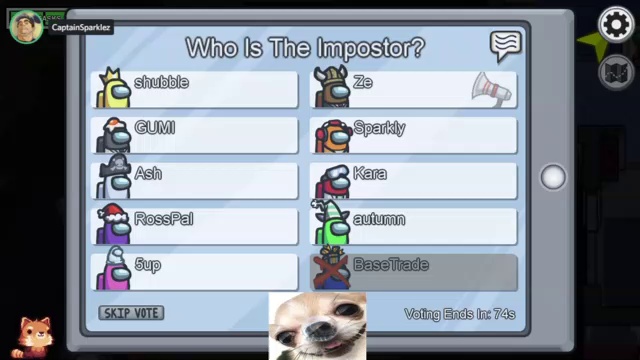 CaptainSparklez
Who Is The Impostor?
shubble
Ze
GUMI
Sparkly
Ash
Kara
RossPal
autumn
5up
BaseTrade
SKIP VOTE
Voting Ends In: 74s